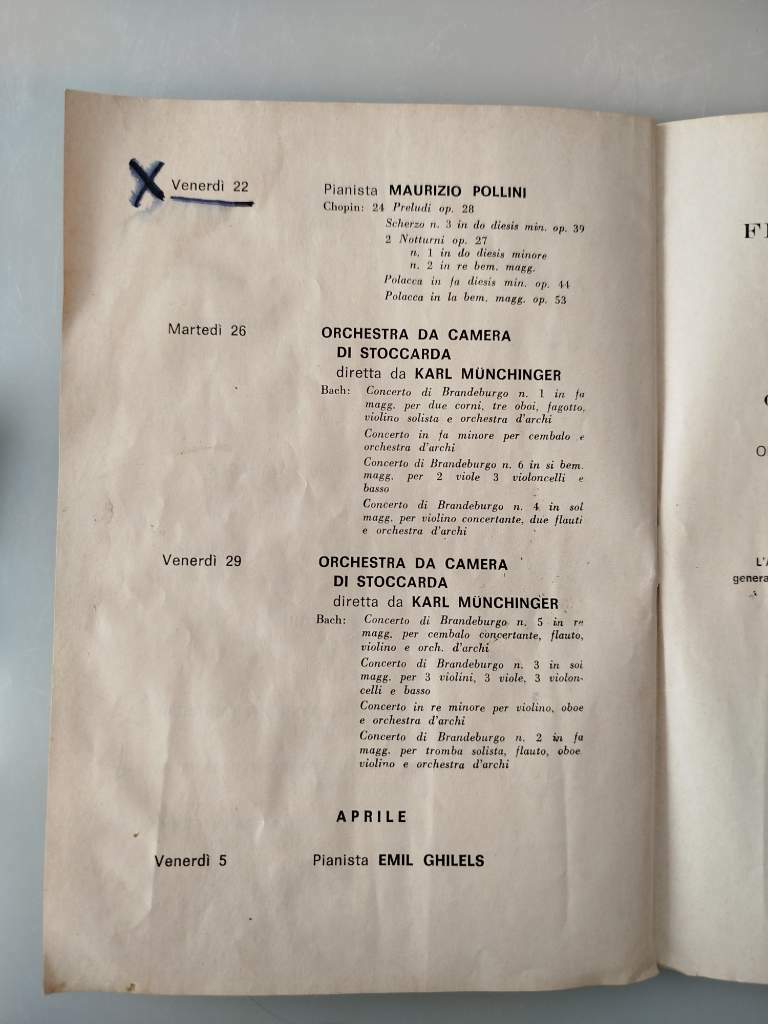 X Venerdì 22
Pianista MAURIZIO POLLINI
Chopin: 24 Preludi op. 28
Scherzo n. 3 in do diesis min. op. 39
2 Notturni op. 27
n. 1 in do diesis minore
n. 2 in re bem. magg.
Polacca in fa diesis min. op. 44
Polacca in la bem. magg. op. 53
Martedì 26
ORCHESTRA DA CAMERA
DI STOCCARDA
diretta da KARL MÜNCHINGER
Bach: Concerto di Brandeburgo n. 1 in fa
magg. per due corni, tre oboi, fagotto,
violino solista e orchestra d'archi
Concerto in fa minore per cembalo e
orchestra d'archi
Concerto di Brandeburgo n. 6 in si bem.
magg. per 2 viole 3 violoncelli e
basso
Concerto di Brandeburgo n. 4 in sol
magg. per violino concertante, due flauti
e orchestra d'archi
Venerdì 29
ORCHESTRA DA CAMERA
DI STOCCARDA
diretta da KARL MÜNCHINGER
Bach: Concerto di Brandeburgo n. 5 in re
magg. per cembalo concertante, flauto,
violino e orch. d'archi
Concerto di Brandeburgo n. 3 in soi
magg. per 3 violini, 3 viole, 3 violon-
celli e basso
Concerto in re minore per violino, oboe
e orchestra d'archi
Concerto di Brandeburgo n. 2 in fa
magg. per tromba solista, flauto, oboe
violino e orchestra d'archi
APRILE
Venerdì 5
Pianista EMIL GHILELS